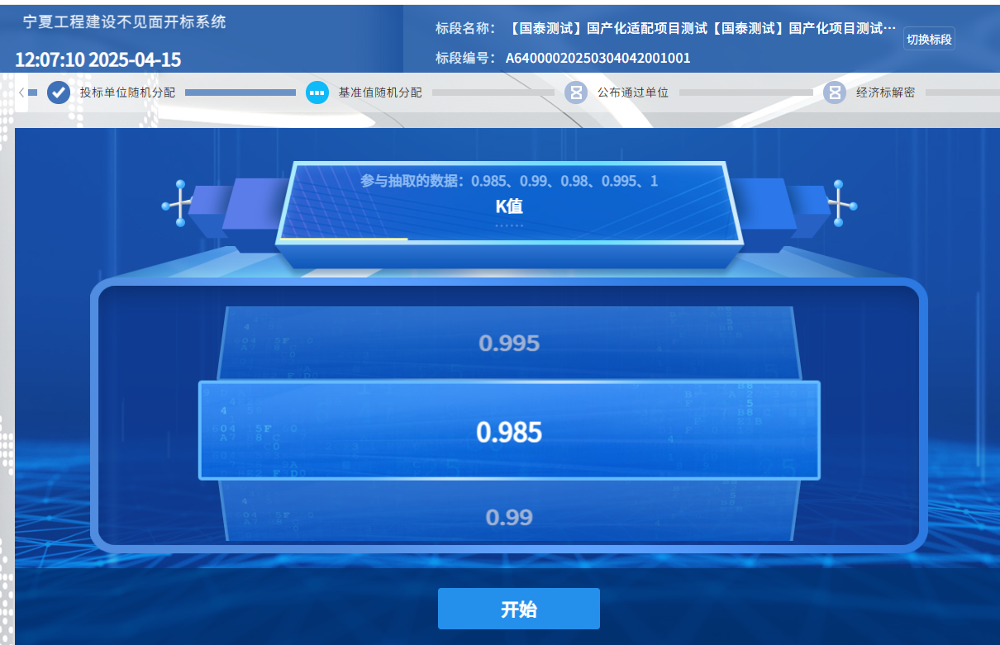 宁夏工程建设不见面开标系统
12:07:10 2025-04-15
标段名称：【国泰测试】国产化适配项目测试【国泰测试】国产化项目测试…
标段编号：A64000020250304042001001
切换标段
投标单位随机分配
基准值随机分配
公布通过单位
经济标解密
参与抽取的数据：0.985、0.99、0.98、0.995、1
K值
0.995
0.985
0.99
开始